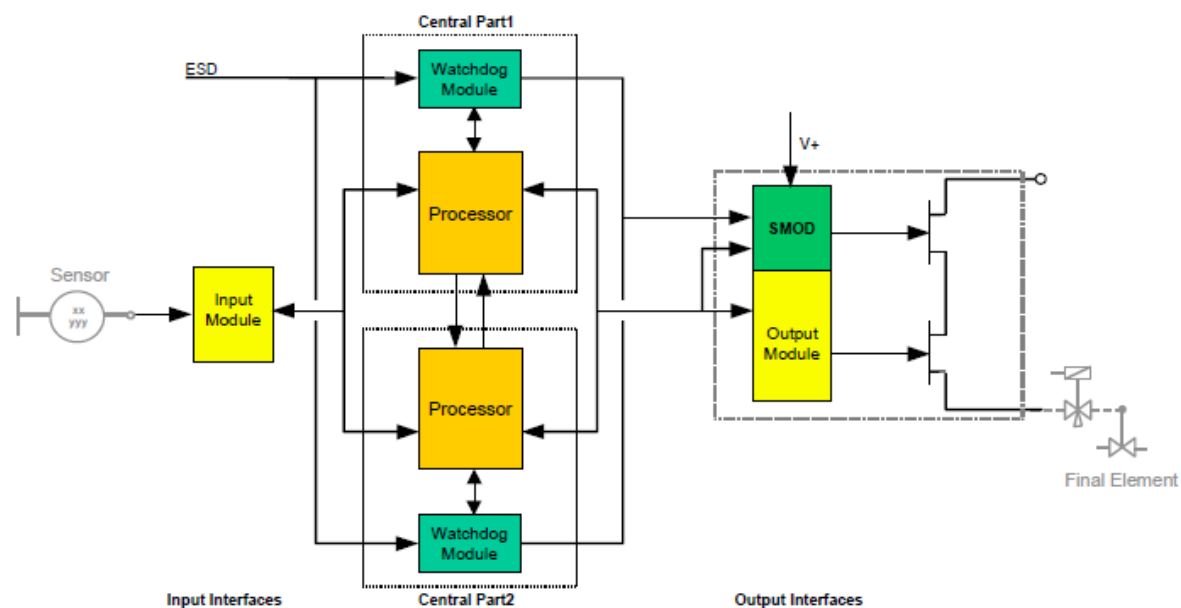 Central Part1
ESD
Watchdog
Module
V+
Processor
SMOD
Sensor
xx
yyy
Input
Module
Output
Module
Processor
Final Element
Watchdog
Module
Input Interfaces
Central Part2
Output Interfaces